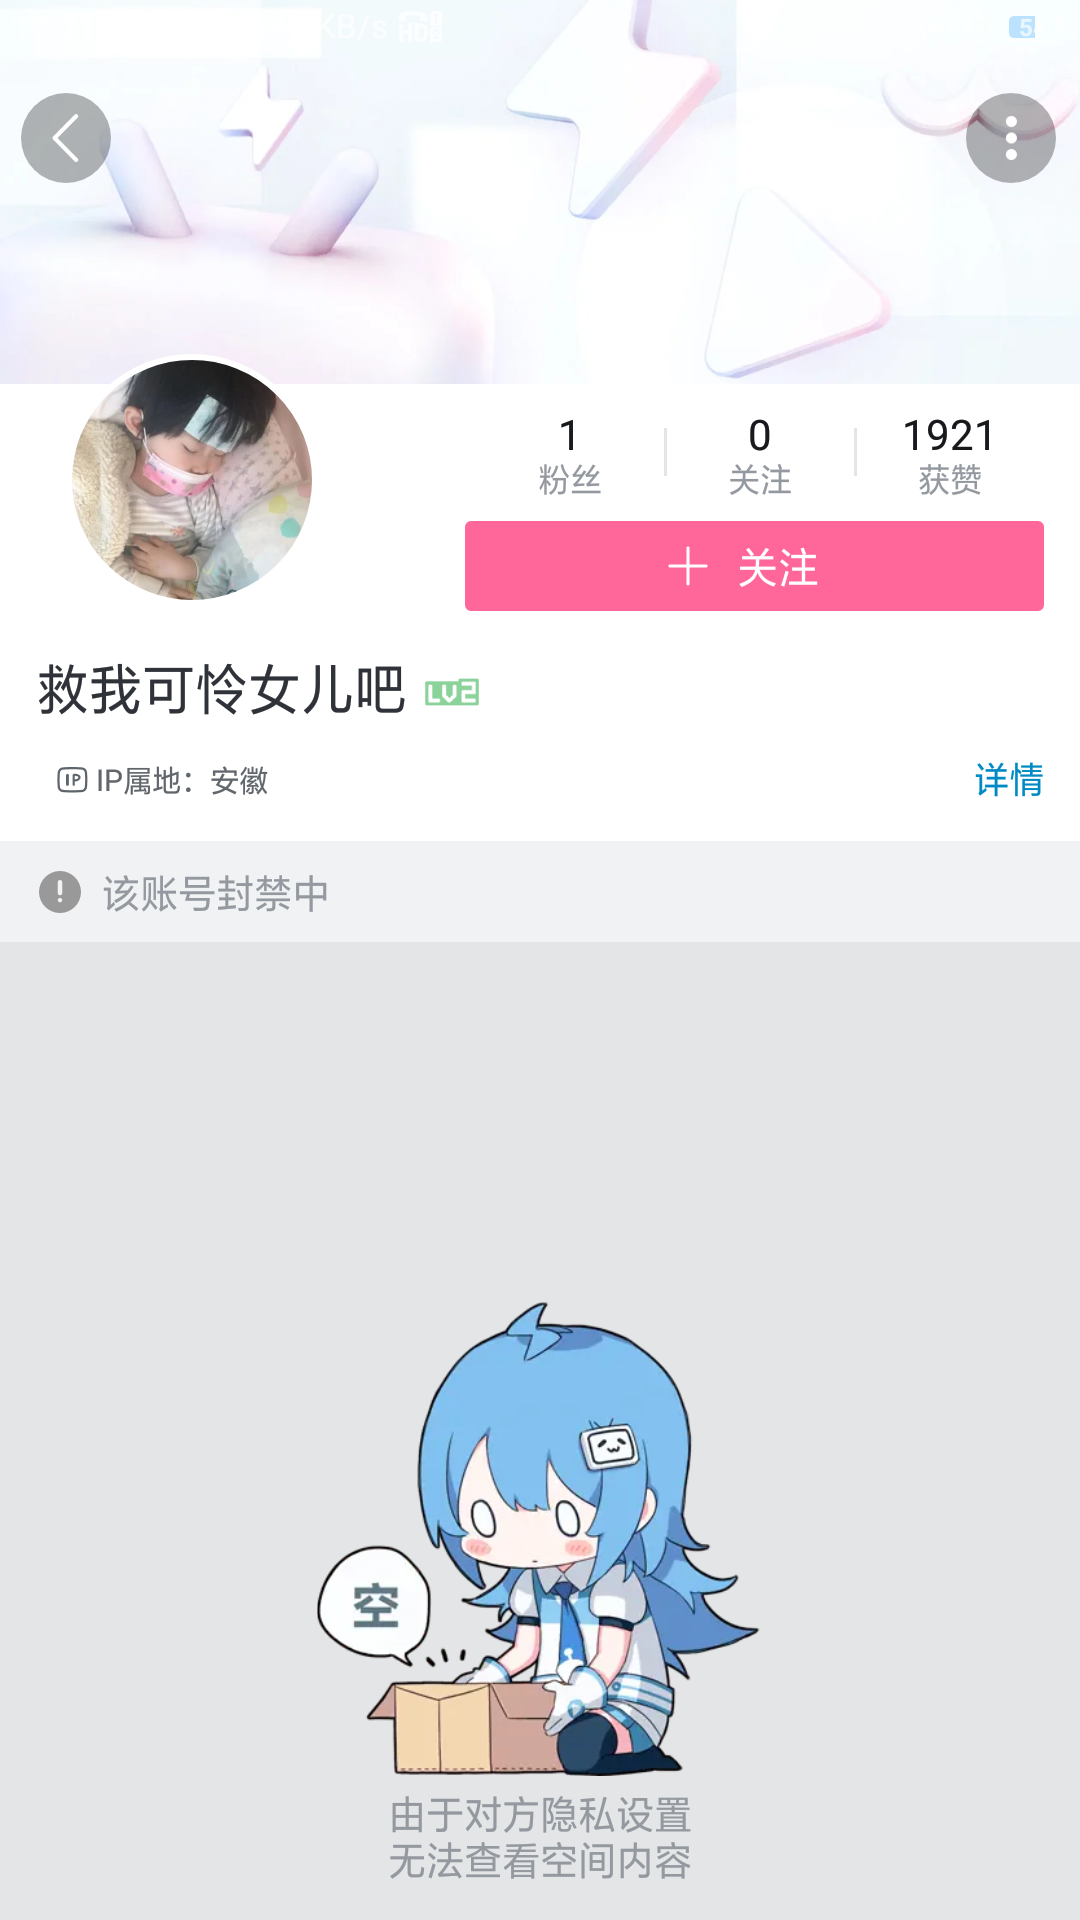 KB/s HD
1
粉丝
0
关注
1921
获赞
关注
救我可怜女儿吧 LV2
IP IP属地：安徽
详情
该账号封禁中
空
由于对方隐私设置
无法查看空间内容